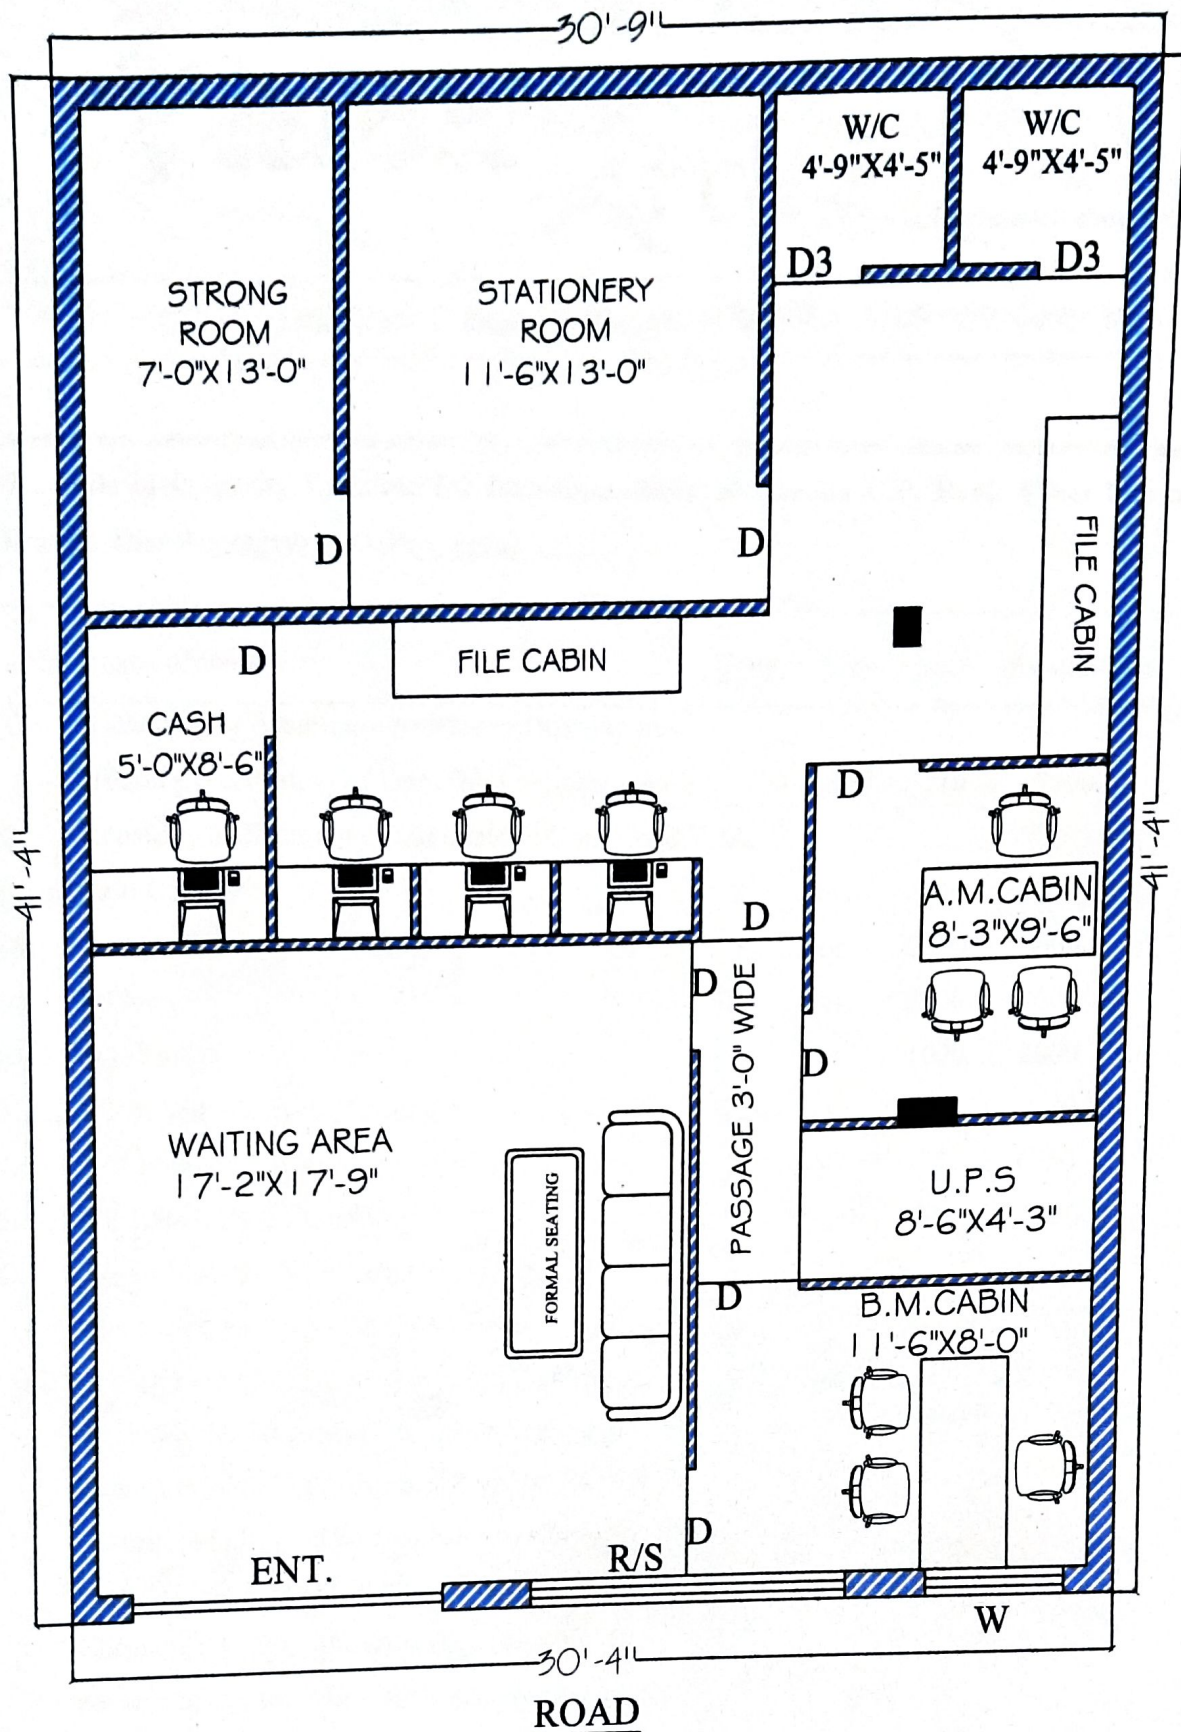 30'-9"
W/C
4'-9"X4'-5"
W/C
4'-9"X4'-5"
D3
D3
STRONG
ROOM
7'-0"X13'-0"
STATIONERY
ROOM
11'-6"X13'-0"
D
D
FILE CABIN
D
FILE CABIN
CASH
5'-0"X8'-6"
D
41'-4"
41'-4"
A.M.CABIN
8'-3"X9'-6"
D
D
PASSAGE 3'-0" WIDE
D
WAITING AREA
17'-2"X17'-9"
FORMAL SEATING
U.P.S
8'-6"X4'-3"
D
B.M.CABIN
11'-6"X8'-0"
D
ENT.
R/S
W
30'-4"
ROAD